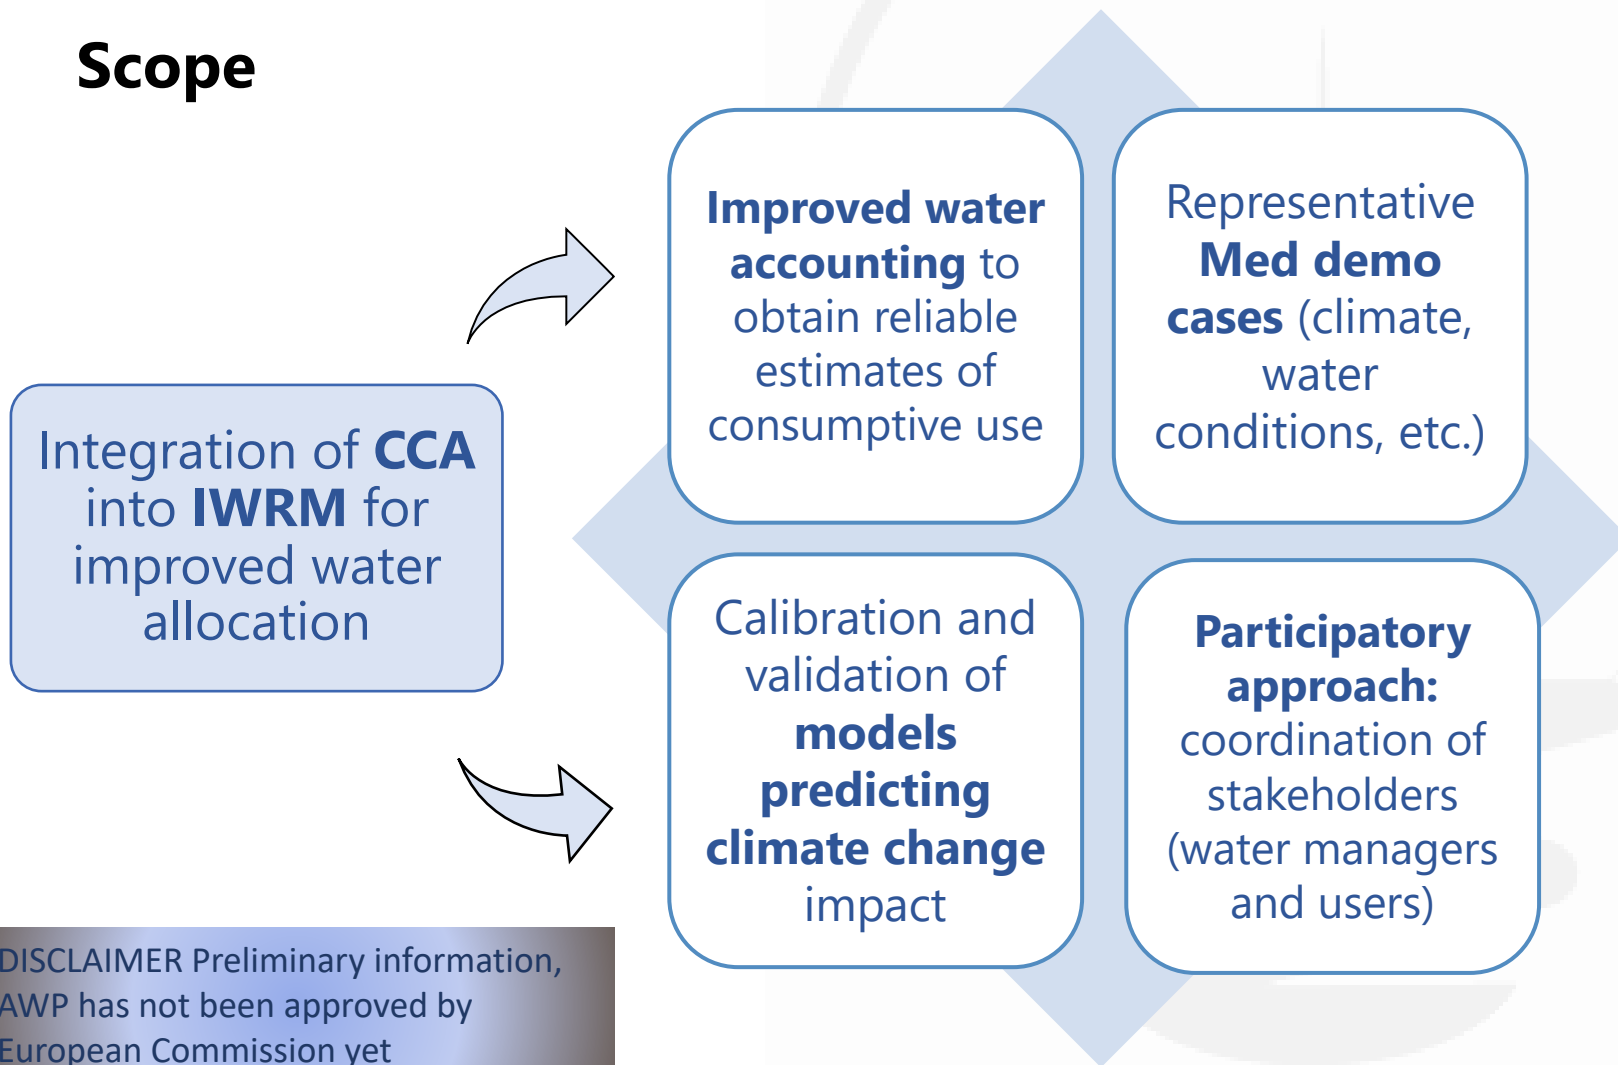 Scope
Integration of CCA
into IWRM for
improved water
allocation
Improved water
accounting to
obtain reliable
estimates of
consumptive use
Representative
Med demo
cases (climate,
water
conditions, etc.)
Calibration and
validation of
models
predicting
climate change
impact
Participatory
approach:
coordination of
stakeholders
(water managers
and users)
DISCLAIMER Preliminary information,
AWP has not been approved by
European Commission yet